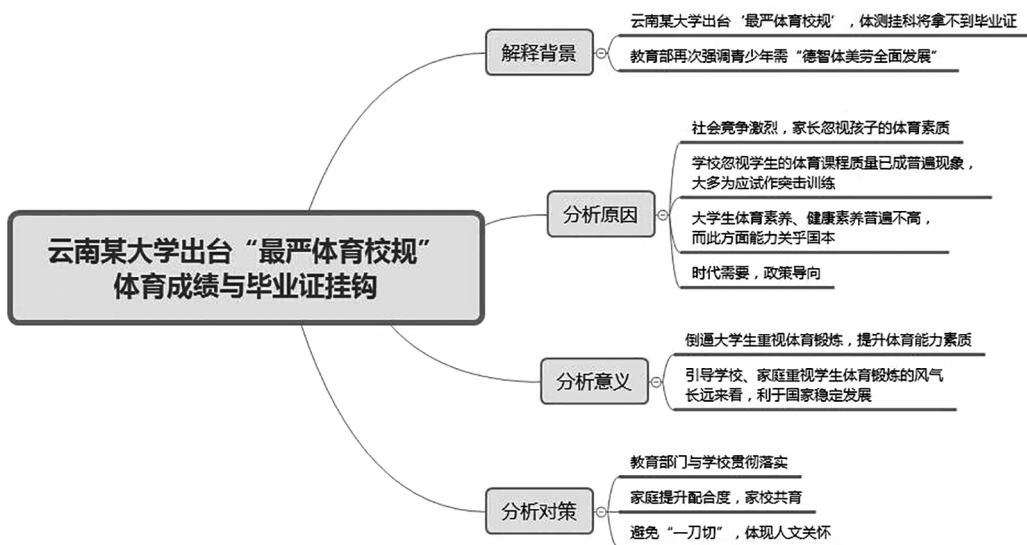 云南某大学出台“最严体育校规”
体育成绩与毕业证挂钩
解释背景
云南某大学出台‘最严体育校规’，体测挂科将拿不到毕业证
教育部再次强调青少年需“德智体美劳全面发展”
分析原因
社会竞争激烈，家长忽视孩子的体育素质
学校忽视学生的体育课程质量已成普遍现象，
大多为应试作突击训练
大学生体育素养、健康素养普遍不高，
而此方面能力关乎国本
时代需要，政策导向
分析意义
倒逼大学生重视体育锻炼，提升体育能力素质
引导学校、家庭重视学生体育锻炼的风气
长远来看，利于国家稳定发展
分析对策
教育部门与学校贯彻落实
家庭提升配合度，家校共育
避免“一刀切”，体现人文关怀